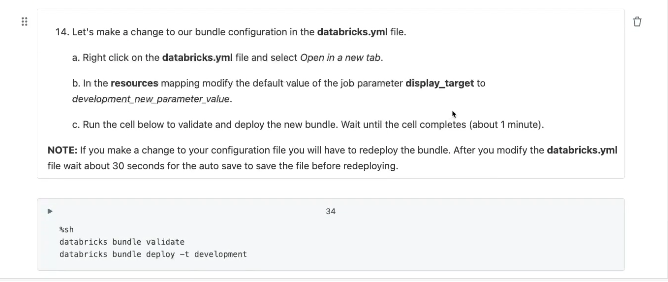 14. Let's make a change to our bundle configuration in the databricks.yml file.
a. Right click on the databricks.yml file and select Open in a new tab.
b. In the resources mapping modify the default value of the job parameter display_target to
development_new_parameter_value.
c. Run the cell below to validate and deploy the new bundle. Wait until the cell completes (about 1 minute).
NOTE: If you make a change to your configuration file you will have to redeploy the bundle. After you modify the databricks.yml
file wait about 30 seconds for the auto save to save the file before redeploying.
34
%sh
databricks bundle validate
databricks bundle deploy -t development